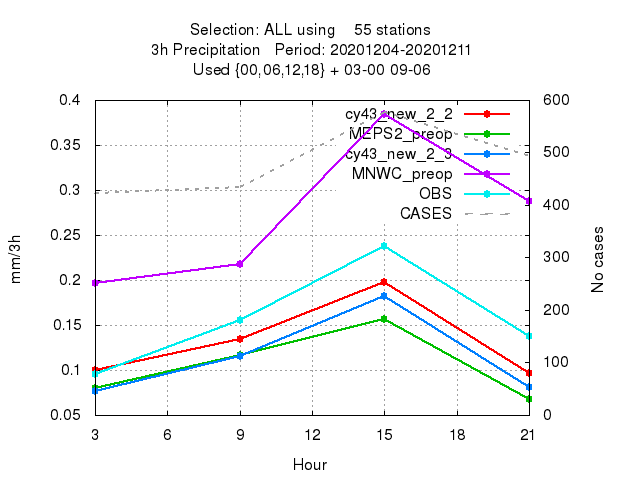 Selection: ALL using    55 stations
3h Precipitation   Period: 20201204-20201211
Used {00,06,12,18} + 03-00 09-06
cy43_new_2_2
MEPS2_preop
cy43_new_2_3
MNWC_preop
OBS
CASES
0.4
0.35
0.3
0.25
0.2
0.15
0.1
0.05
600
500
400
300
200
100
0
mm/3h
No cases
3 6 9 12 15 18 21
Hour